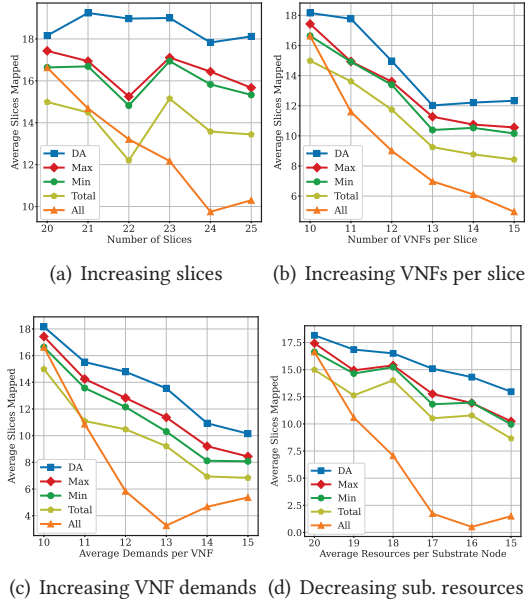 18
16
14
12
10
Average Slices Mapped
DA
Max
Min
Total
All
20 21 22 23 24 25
Number of Slices
(a) Increasing slices
18
16
14
12
10
8
6
Average Slices Mapped
DA
Max
Min
Total
All
10 11 12 13 14 15
Number of VNFs per Slice
(b) Increasing VNFs per slice
18
16
14
12
10
8
6
4
Average Slices Mapped
DA
Max
Min
Total
All
10 11 12 13 14 15
Average Demands per VNF
(c) Increasing VNF demands
17.5
15.0
12.5
10.0
7.5
5.0
2.5
0.0
Average Slices Mapped
DA
Max
Min
Total
All
20 19 18 17 16 15
Average Resources per Substrate Node
(d) Decreasing sub. resources